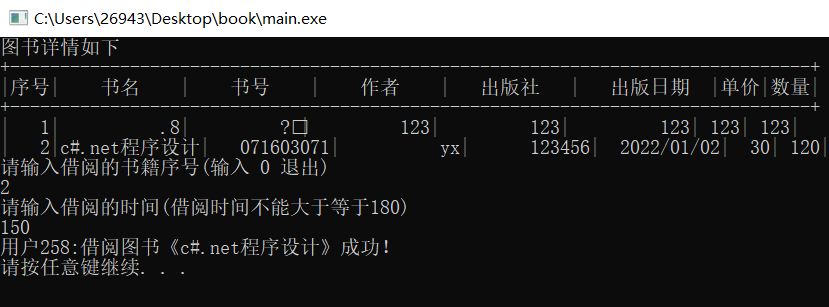 C:\Users\26943\Desktop\book\main.exe
图书详情如下
+--------------------------------------------------------------------------------+
|序号|    书名    |    书号    |    作者    |   出版社   |   出版日期  |单价|数量|
+--------------------------------------------------------------------------------+
|   1|          .8|       ?□|         123|         123|          123| 123| 123|
|   2|c#.net程序设计|   071603071|          yx|      123456|  2022/01/02|   30| 120|
请输入借阅的书籍序号(输入 0 退出)
2
请输入借阅的时间(借阅时间不能大于等于180)
150
用户258:借阅图书《c#.net程序设计》成功!
请按任意键继续. . .